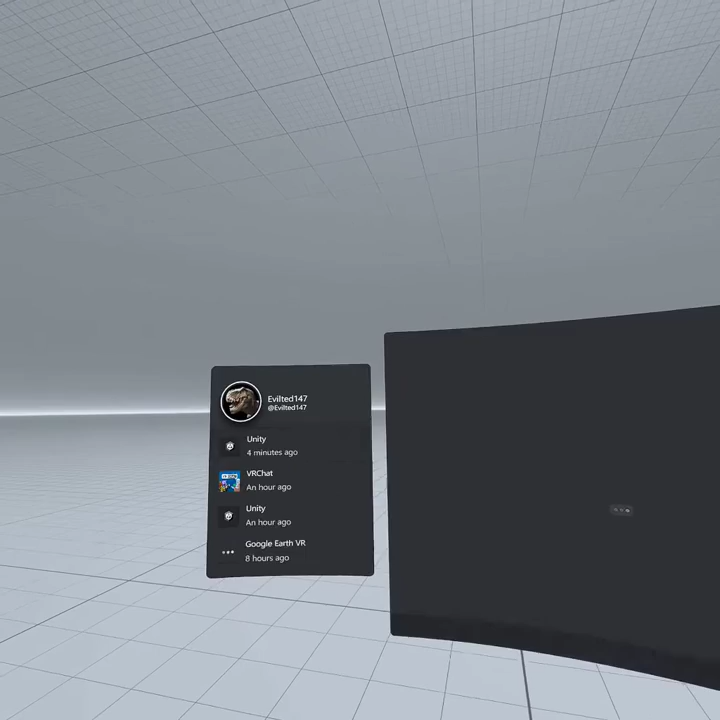 Evilted147
@Evilted147
Unity
4 minutes ago
VRChat
An hour ago
Unity
An hour ago
Google Earth VR
8 hours ago